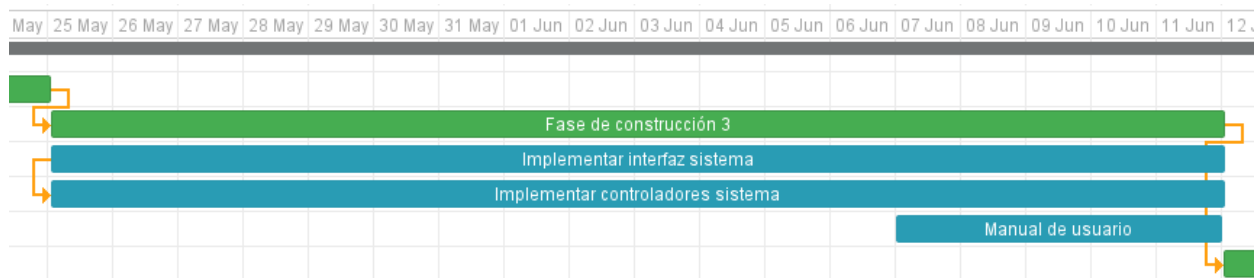 May 25 May 26 May 27 May 28 May 29 May 30 May 31 May 01 Jun 02 Jun 03 Jun 04 Jun 05 Jun 06 Jun 07 Jun 08 Jun 09 Jun 10 Jun 11 Jun 12 J
Fase de construcción 3
Implementar interfaz sistema
Implementar controladores sistema
Manual de usuario